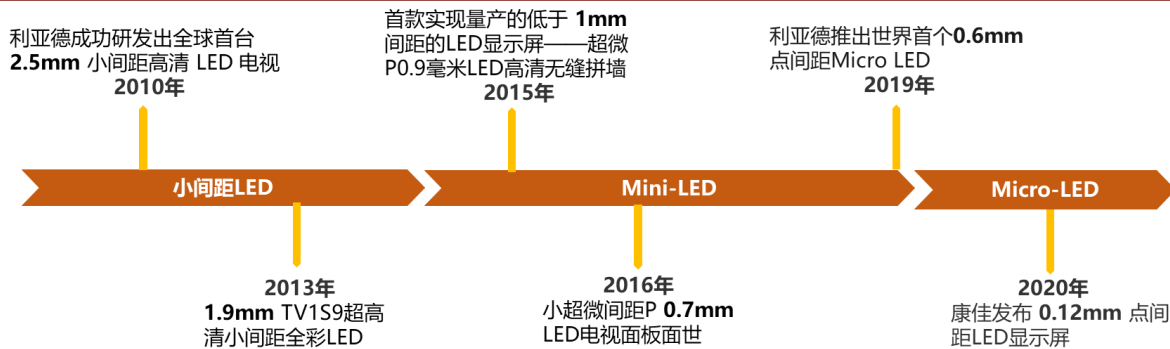 利亚德成功研发出全球首台
2.5mm 小间距高清 LED 电视
2010年
首款实现量产的低于 1mm
间距的LED显示屏——超微
P0.9毫米LED高清无缝拼墙
2015年
利亚德推出世界首个0.6mm
点间距Micro LED
2019年
小间距LED
Mini-LED
Micro-LED
2013年
1.9mm TV1S9超高
清小间距全彩LED
2016年
小超微间距P 0.7mm
LED电视面板面世
2020年
康佳发布 0.12mm 点间
距LED显示屏